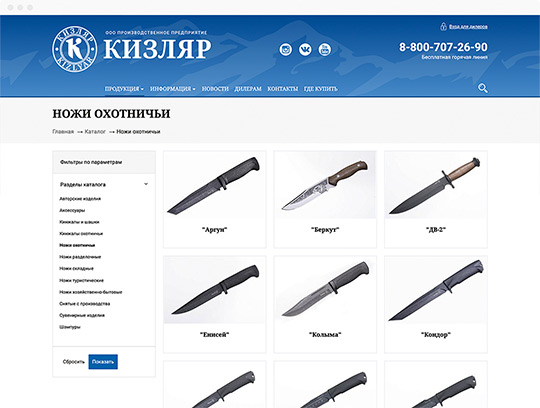 КИЗЛЯР
KIZLYAR
ООО ПРОИЗВОДСТВЕННОЕ ПРЕДПРИЯТИЕ
КИЗЛЯР
Вход для дилеров
8-800-707-26-90
Бесплатная горячая линия
ПРОДУКЦИЯ ИНФОРМАЦИЯ НОВОСТИ ДИЛЕРАМ КОНТАКТЫ ГДЕ КУПИТЬ
НОЖИ ОХОТНИЧЬИ
Главная → Каталог → Ножи охотничьи
Фильтры по параметрам
Разделы каталога
Авторские изделия
Аксессуары
Кинжалы и шашки
Кинжалы охотничьи
Ножи охотничьи
Ножи разделочные
Ножи складные
Ножи туристические
Ножи хозяйственно-бытовые
Снятые с производства
Сувенирные изделия
Шампуры
Сбросить Показать
"Аргун" "Беркут" "ДВ-2"
"Енисей" "Колыма" "Кондор"